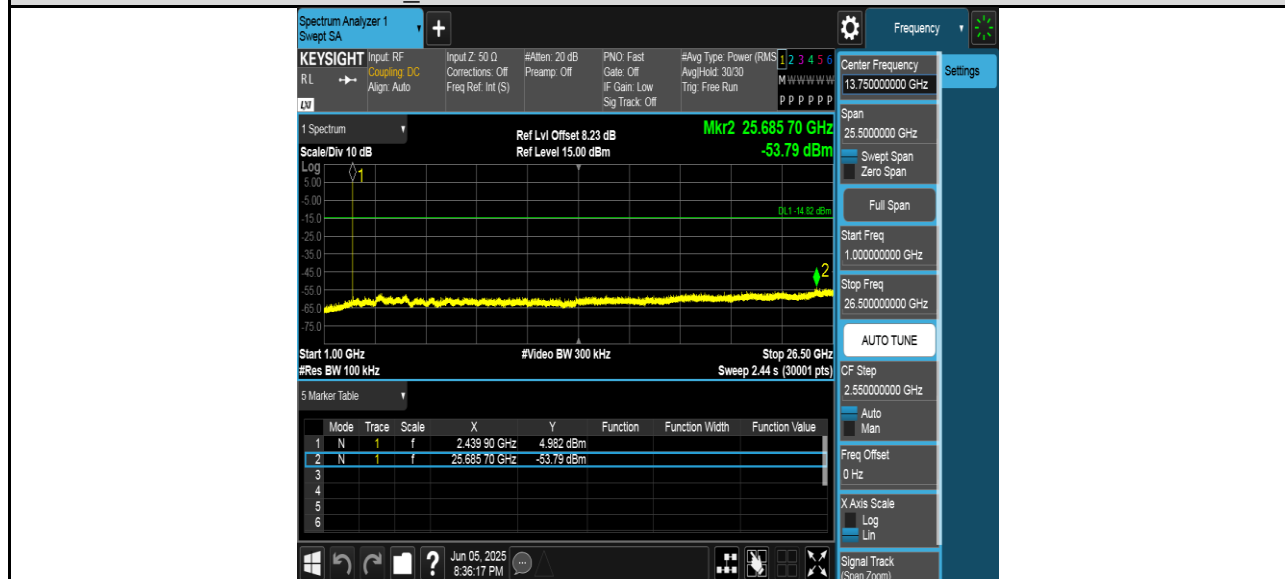 Spectrum Analyzer 1
Swept SA
+
Frequency
KEYSIGHT
RL
LXI
Input: RF
Coupling: DC
Align: Auto
Input Z: 50 Ω
Corrections: Off
Freq Ref: Int (S)
#Atten: 20 dB
Preamp: Off
PNO: Fast
Gate: Off
IF Gain: Low
Sig Track: Off
#Avg Type: Power (RMS
Avg|Hold: 30/30
Trig: Free Run
1 2 3 4 5 6
M W W W W W
P P P P P P
1 Spectrum
Scale/Div 10 dB
Ref Lvl Offset 8.23 dB
Ref Level 15.00 dBm
Mkr2 25.685 70 GHz
-53.79 dBm
Log
1
5.00
-5.00
-15.0
DL1 -14.82 dBm
-25.0
-35.0
-45.0
2
-55.0
-65.0
-75.0
Start 1.00 GHz
#Video BW 300 kHz
Stop 26.50 GHz
#Res BW 100 kHz
Sweep 2.44 s (30001 pts)
5 Marker Table
Mode Trace Scale X Y Function Function Width Function Value
1 N 1 f 2.439 90 GHz 4.982 dBm
2 N 1 f 25.685 70 GHz -53.79 dBm
3
4
5
6
?
Jun 05, 2025
8:36:17 PM
Center Frequency
13.750000000 GHz
Settings
Span
25.5000000 GHz
Swept Span
Zero Span
Full Span
Start Freq
1.000000000 GHz
Stop Freq
26.500000000 GHz
AUTO TUNE
CF Step
2.550000000 GHz
Auto
Man
Freq Offset
0 Hz
X Axis Scale
Log
Lin
Signal Track
(Span Zoom)